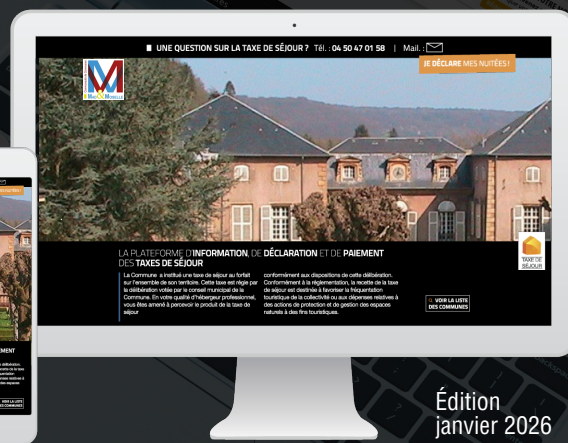 UNE QUESTION SUR LA TAXE DE SÉJOUR ? Tél. : 04 50 47 01 58 | Mail. :
JE DÉCLARE MES NUITÉES !
LA PLATEFORME D'INFORMATION, DE DÉCLARATION ET DE PAIEMENT
DES TAXES DE SÉJOUR
La Commune a institué une taxe de séjour au forfait
sur l'ensemble de son territoire. Cette taxe est régie par
la délibération votée par le conseil municipal de la
Commune. En votre qualité d'hébergeur professionnel,
vous êtes amené à percevoir le produit de la taxe de
séjour
conformément aux dispositions de cette délibération.
Conformément à la réglementation, la recette de la taxe
de séjour est destinée à favoriser la fréquentation
touristique de la collectivité ou aux dépenses relatives à
des actions de protection et de gestion des espaces
naturels à des fins touristiques.
TAXE DE
SÉJOUR
VOIR LA LISTE
DES COMMUNES
Édition
janvier 2026